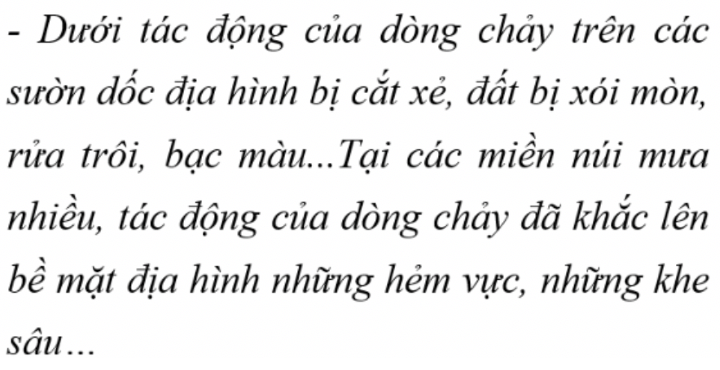 - Dưới tác động của dòng chảy trên các
sườn dốc địa hình bị cắt xẻ, đất bị xói mòn,
rửa trôi, bạc màu...Tại các miền núi mưa
nhiều, tác động của dòng chảy đã khắc lên
bề mặt địa hình những hẻm vực, những khe
sâu...